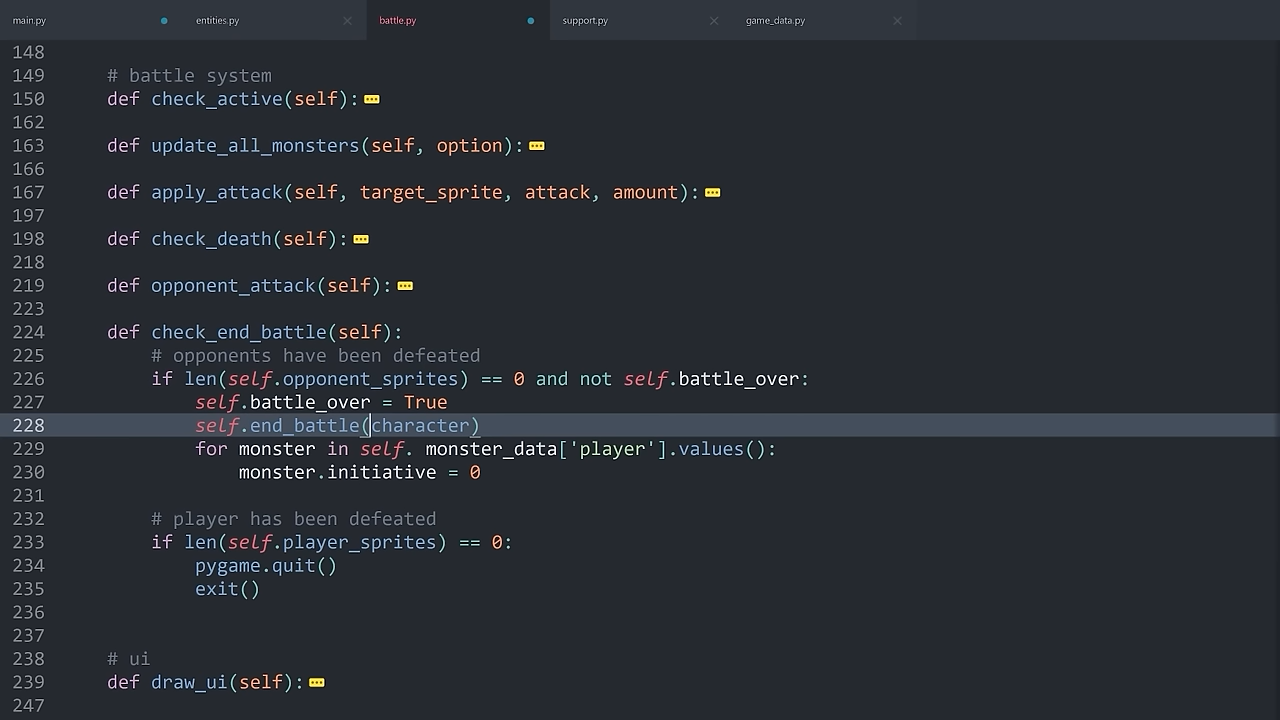 main.py entities.py battle.py support.py game_data.py
148
149 # battle system
150 def check_active(self):
162
163 def update_all_monsters(self, option):
166
167 def apply_attack(self, target_sprite, attack, amount):
197
198 def check_death(self):
218
219 def opponent_attack(self):
223
224 def check_end_battle(self):
225 # opponents have been defeated
226 if len(self.opponent_sprites) == 0 and not self.battle_over:
227 self.battle_over = True
228 self.end_battle(character)
229 for monster in self. monster_data['player'].values():
230 monster.initiative = 0
231
232 # player has been defeated
233 if len(self.player_sprites) == 0:
234 pygame.quit()
235 exit()
236
237
238 # ui
239 def draw_ui(self):
247